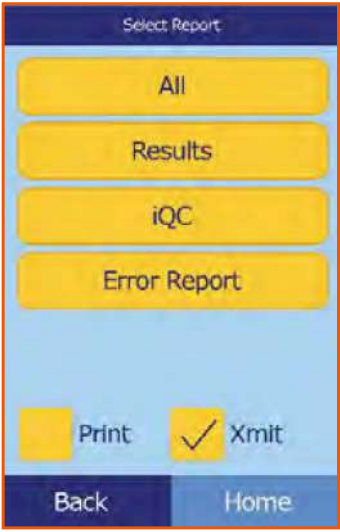 Select Report
All
Results
iQC
Error Report
Print Xmit
Back Home